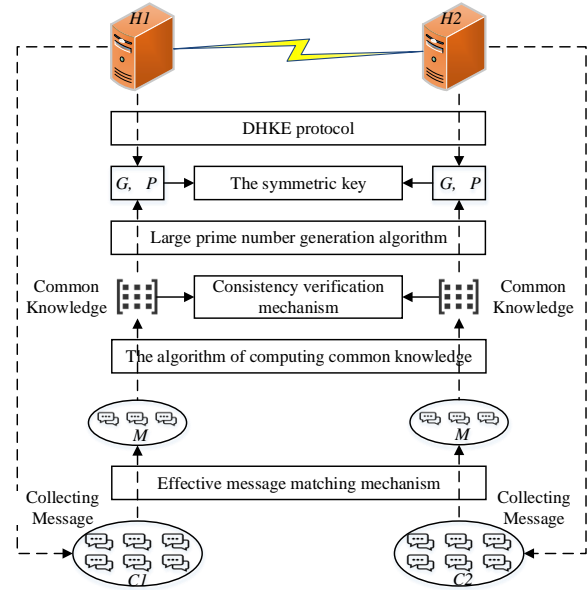 H1
H2
DHKE protocol
G, P
The symmetric key
G, P
Large prime number generation algorithm
Common
Knowledge
Consistency verification
mechanism
Common
Knowledge
The algorithm of computing common knowledge
M
M
Effective message matching mechanism
Collecting
Message
Collecting
Message
C1
C2